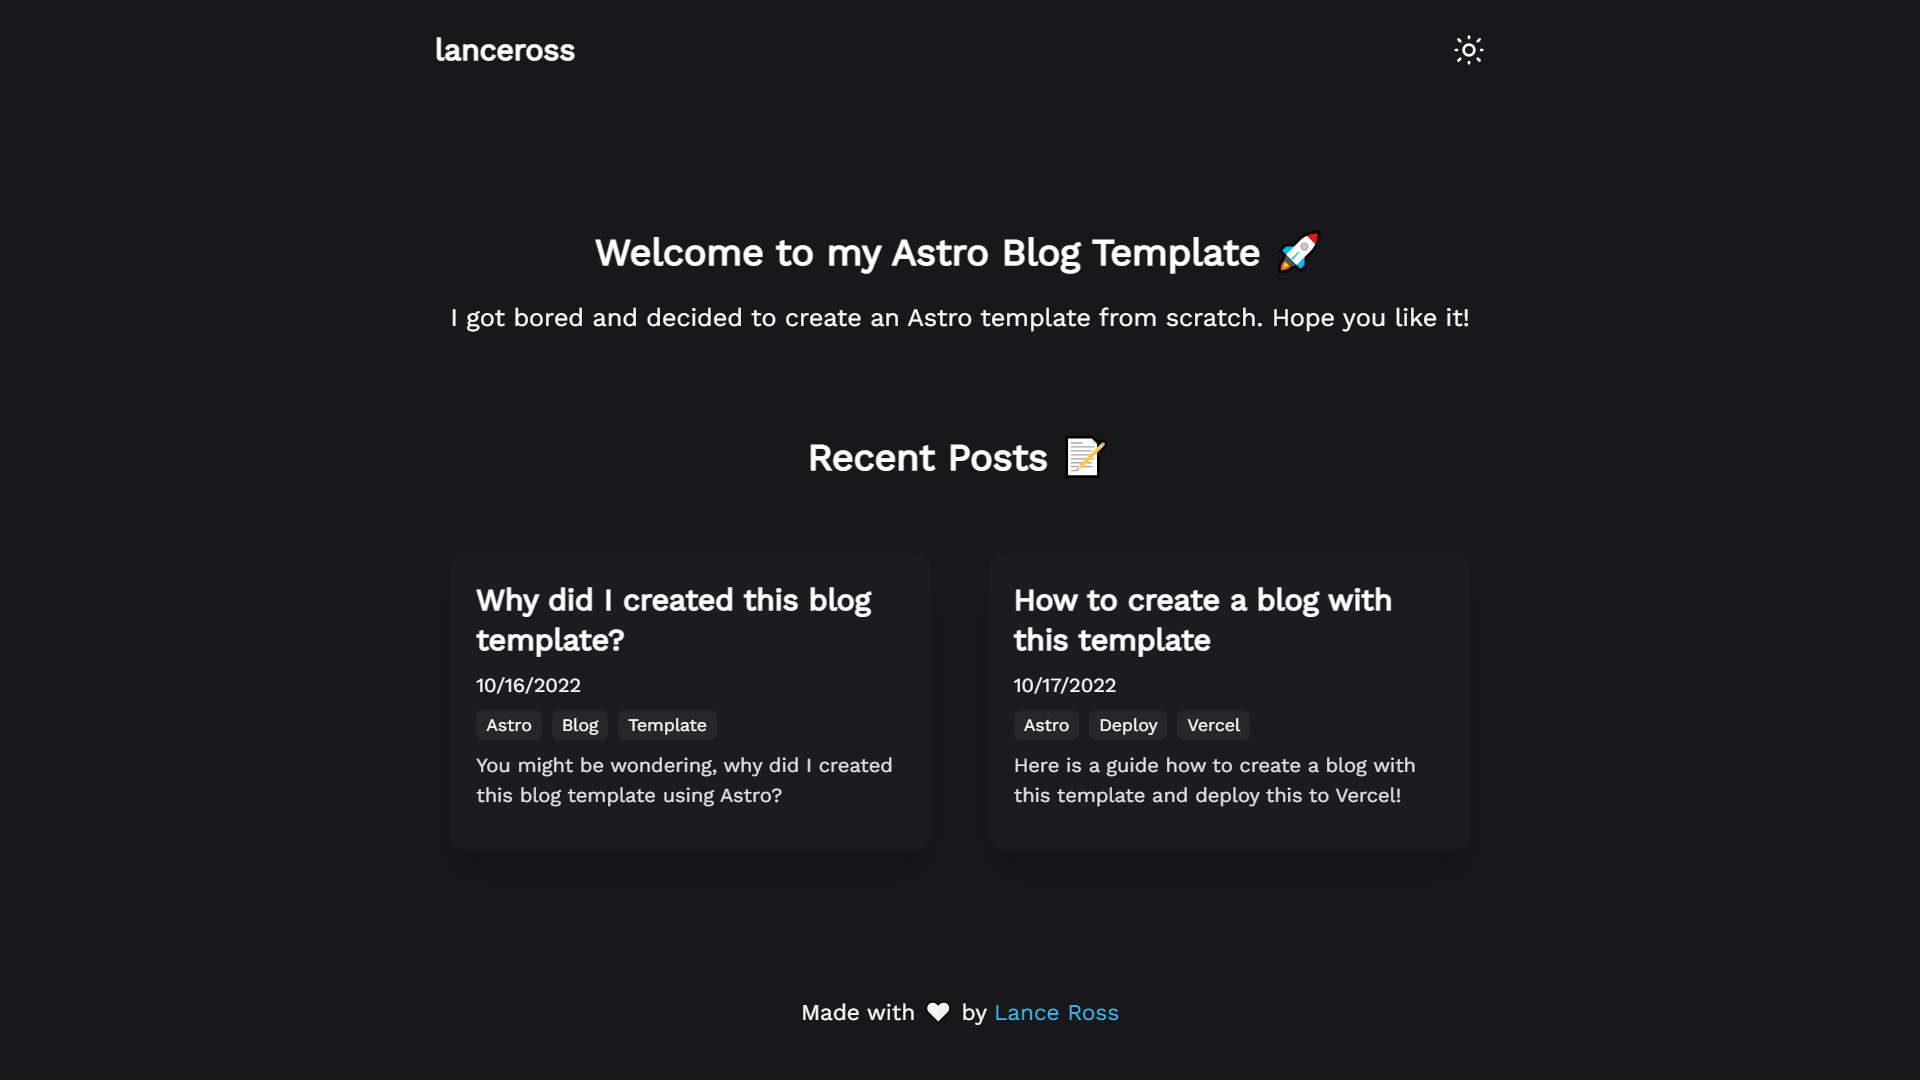 lanceross
Welcome to my Astro Blog Template 🚀
I got bored and decided to create an Astro template from scratch. Hope you like it!
Recent Posts 📝
Why did I created this blog
template?
10/16/2022
Astro Blog Template
You might be wondering, why did I created
this blog template using Astro?
How to create a blog with
this template
10/17/2022
Astro Deploy Vercel
Here is a guide how to create a blog with
this template and deploy this to Vercel!
Made with ♥ by Lance Ross